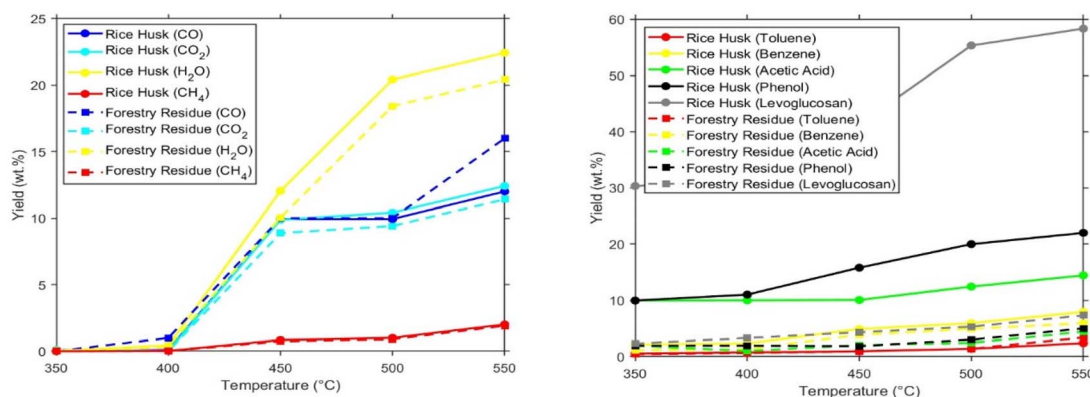 25
20
15
10
5
0
Yield (wt.%)
Rice Husk (CO)
Rice Husk (CO₂)
Rice Husk (H₂O)
Rice Husk (CH₄)
Forestry Residue (CO)
Forestry Residue (CO₂
Forestry Residue (H₂O)
Forestry Residue (CH₄)
350 400 450 500 550
Temperature (°C)
60
50
40
30
20
10
0
Yield (wt.%)
Rice Husk (Toluene)
Rice Husk (Benzene)
Rice Husk (Acetic Acid)
Rice Husk (Phenol)
Rice Husk (Levoglucosan)
Forestry Residue (Toluene)
Forestry Residue (Benzene)
Forestry Residue (Acetic Acid)
Forestry Residue (Phenol)
Forestry Residue (Levoglucosan)
350 400 450 500 550
Temperature (°C)